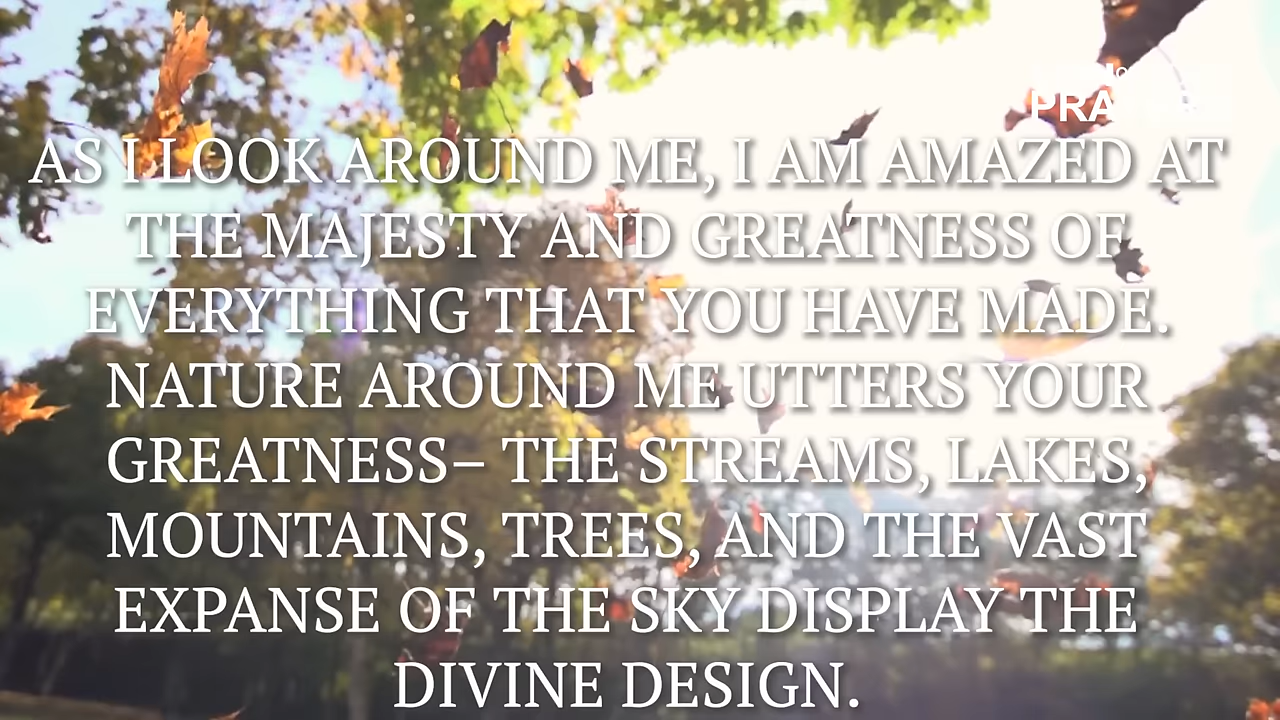 AS I LOOK AROUND ME, I AM AMAZED AT
THE MAJESTY AND GREATNESS OF
EVERYTHING THAT YOU HAVE MADE.
NATURE AROUND ME UTTERS YOUR
GREATNESS– THE STREAMS, LAKES,
MOUNTAINS, TREES, AND THE VAST
EXPANSE OF THE SKY DISPLAY THE
DIVINE DESIGN.